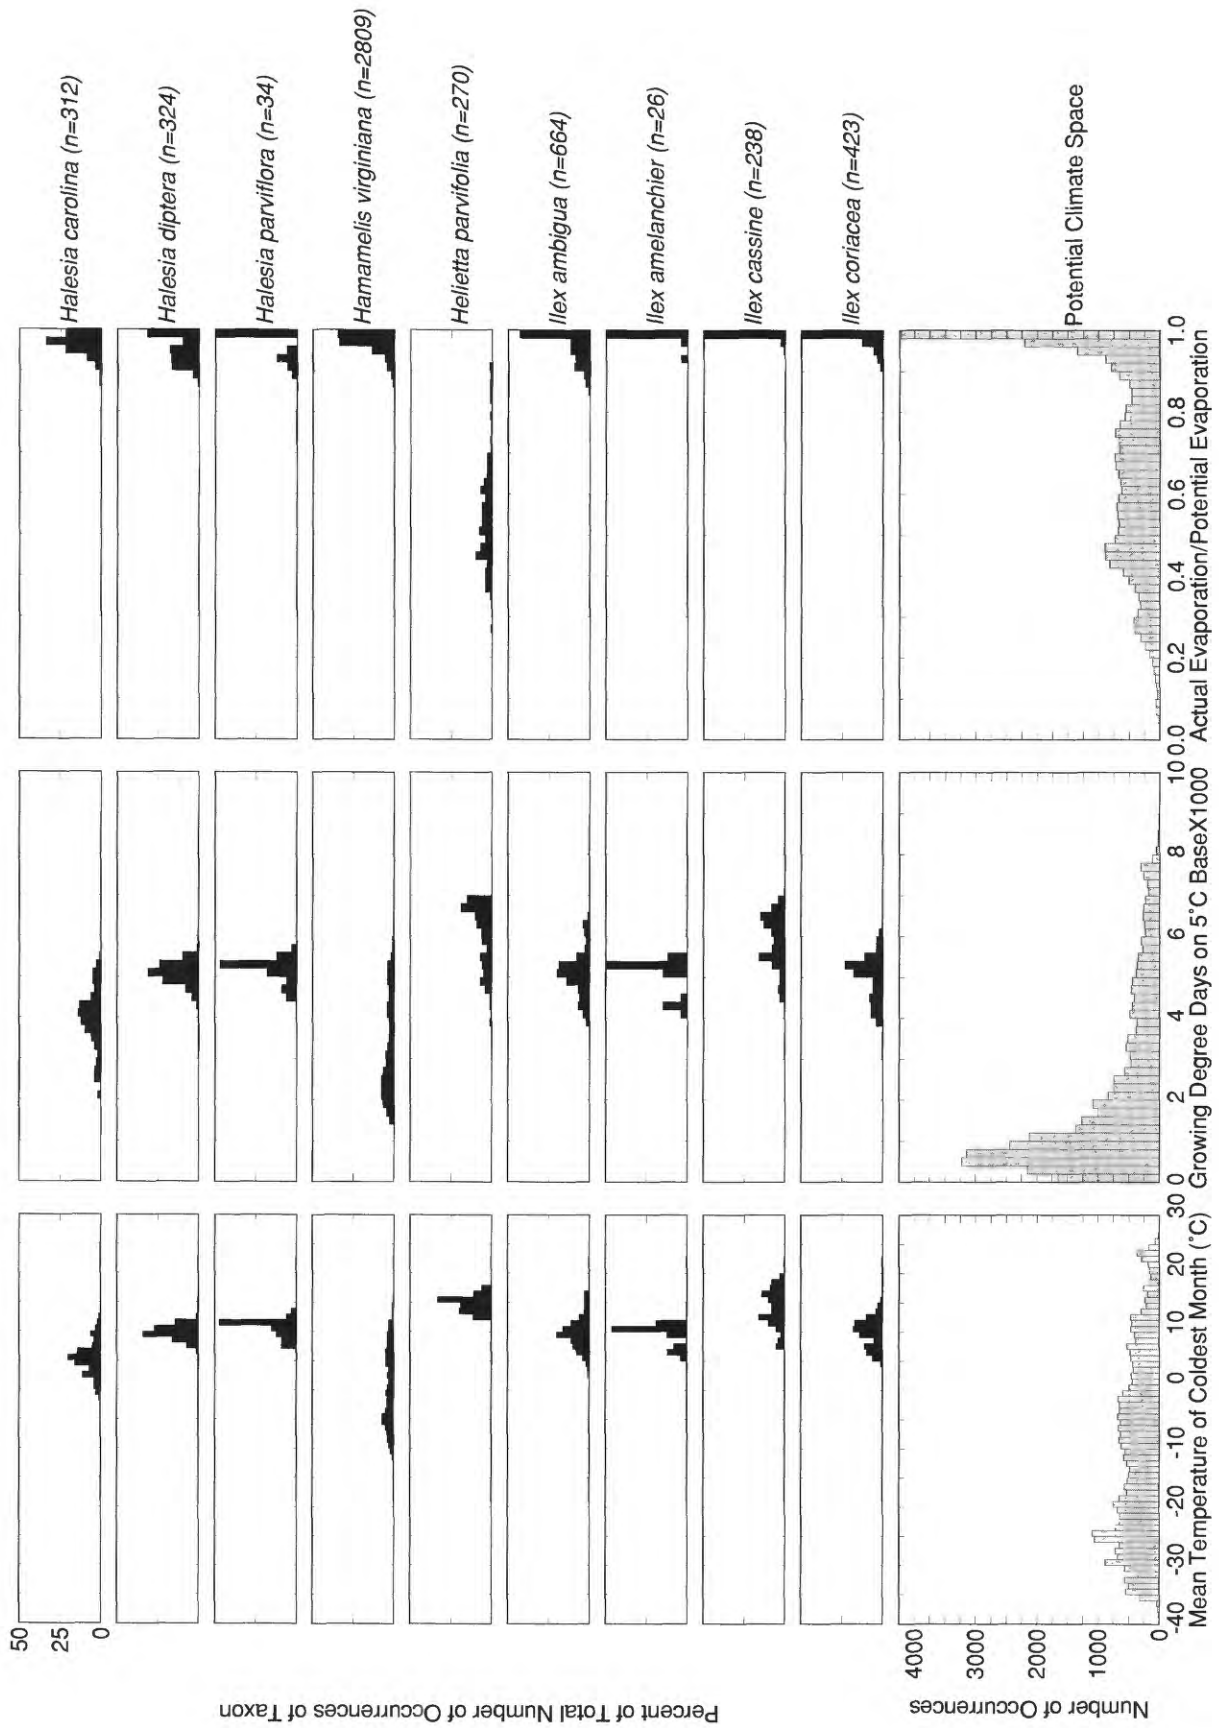 50
25
0
Halesia carolina (n=312)
Halesia diptera (n=324)
Halesia parviflora (n=34)
Hamamelis virginiana (n=2809)
Helietta parvifolia (n=270)
Ilex ambigua (n=664)
Ilex amelanchier (n=26)
Ilex cassine (n=238)
Ilex coriacea (n=423)
Potential Climate Space
Percent of Total Number of Occurrences of Taxon
Number of Occurrences
4000
3000
2000
1000
0
-40 -30 -20 -10 0 10 20 30
Mean Temperature of Coldest Month (°C)
0 2 4 6 8 10
Growing Degree Days on 5°C BaseX1000
0.0 0.2 0.4 0.6 0.8 1.0
Actual Evaporation/Potential Evaporation